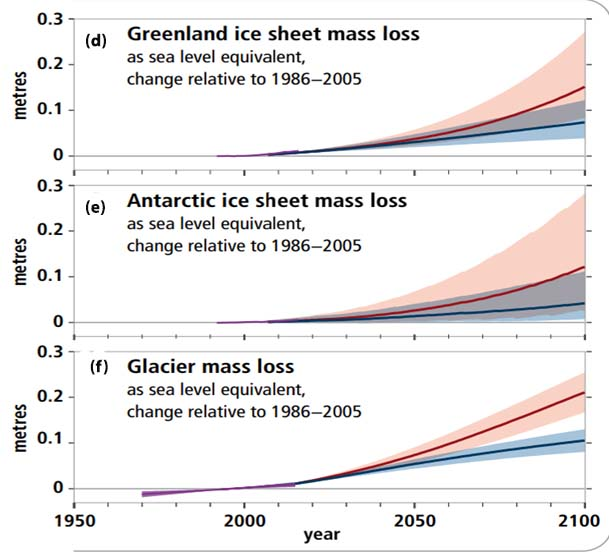 0.3
(d) Greenland ice sheet mass loss
as sea level equivalent,
change relative to 1986–2005
0.2
0.1
0
metres
0.3
(e) Antarctic ice sheet mass loss
as sea level equivalent,
change relative to 1986–2005
0.2
0.1
0
metres
0.3
(f) Glacier mass loss
as sea level equivalent,
change relative to 1986–2005
0.2
0.1
0
metres
1950 2000 2050 2100
year